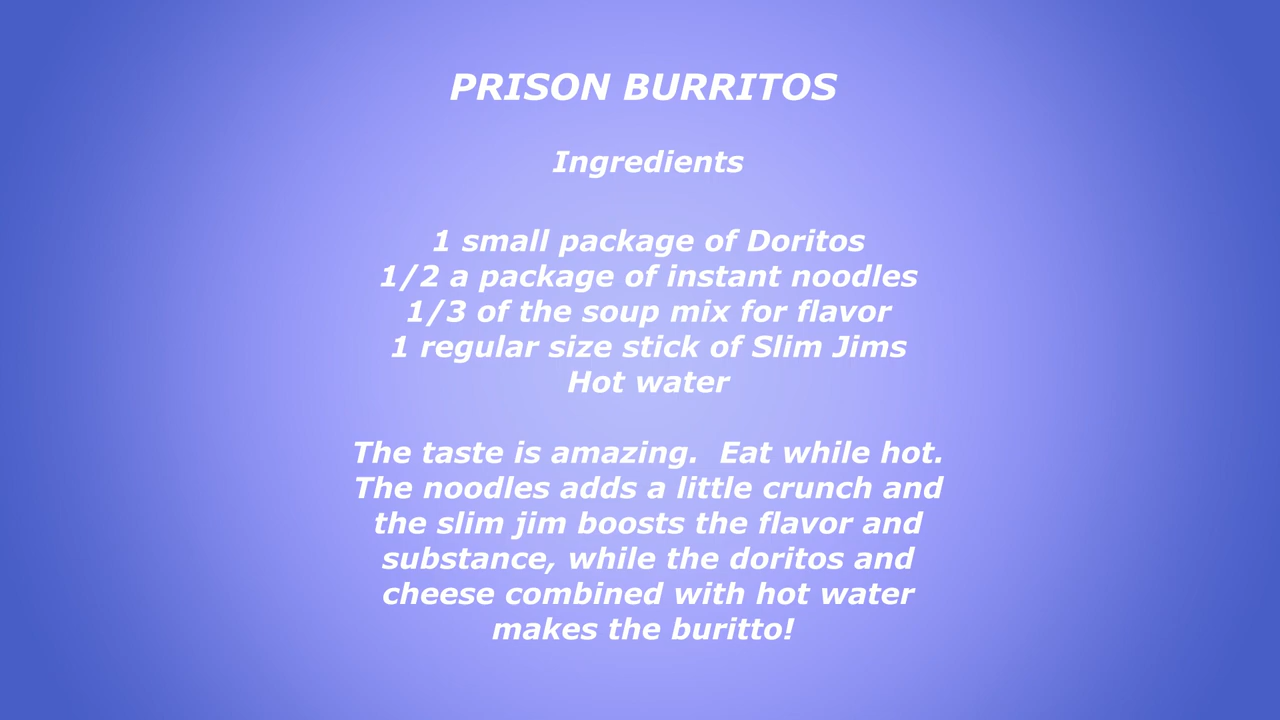 PRISON BURRITOS
Ingredients
1 small package of Doritos
1/2 a package of instant noodles
1/3 of the soup mix for flavor
1 regular size stick of Slim Jims
Hot water
The taste is amazing.  Eat while hot.
The noodles adds a little crunch and
the slim jim boosts the flavor and
substance, while the doritos and
cheese combined with hot water
makes the buritto!